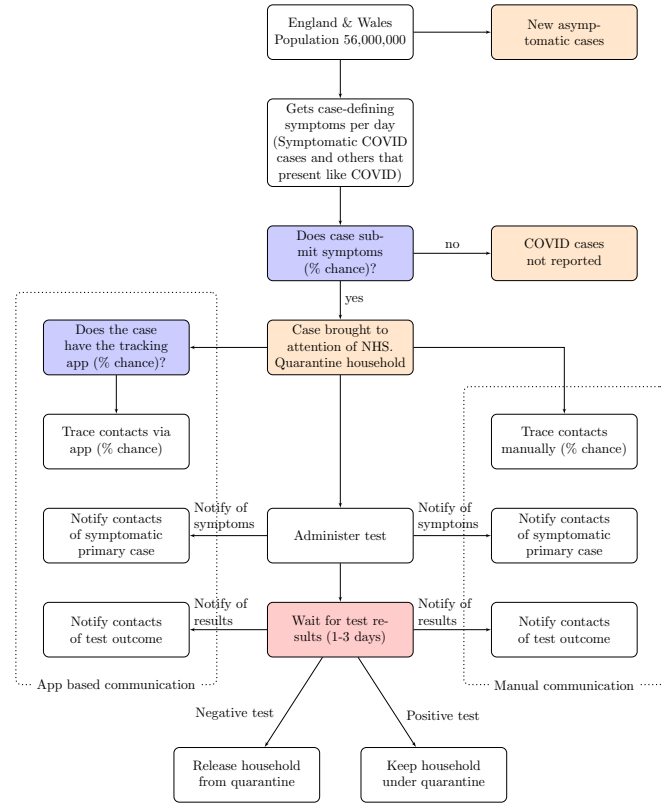 England & Wales
Population 56,000,000
New asymp-
tomatic cases
Gets case-defining
symptoms per day
(Symptomatic COVID
cases and others that
present like COVID)
Does case sub-
mit symptoms
(% chance)?
no
COVID cases
not reported
yes
Does the case
have the tracking
app (% chance)?
Case brought to
attention of NHS.
Quarantine household
Trace contacts via
app (% chance)
Trace contacts
manually (% chance)
Notify contacts
of symptomatic
primary case
Notify of
symptoms
Administer test
Notify of
symptoms
Notify contacts
of symptomatic
primary case
Notify contacts
of test outcome
Notify of
results
Wait for test re-
sults (1-3 days)
Notify of
results
Notify contacts
of test outcome
App based communication
Manual communication
Negative test
Positive test
Release household
from quarantine
Keep household
under quarantine